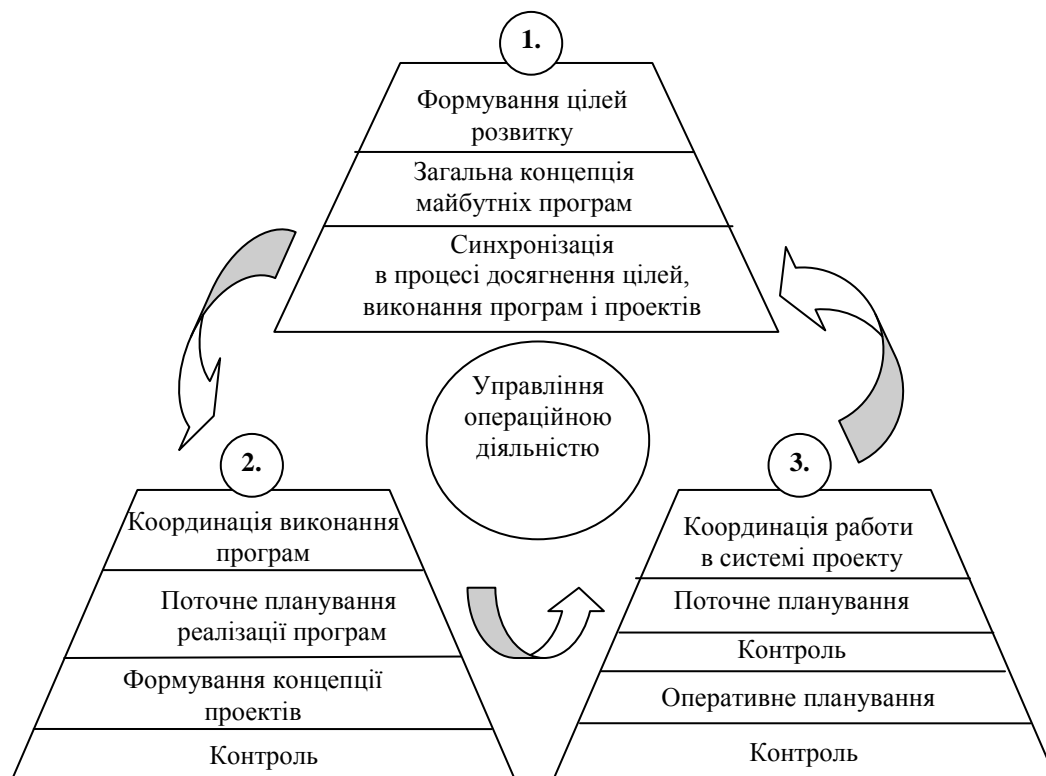 1.
Формування цілей
розвитку
Загальна концепція
майбутніх програм
Синхронізація
в процесі досягнення цілей,
виконання програм і проектів
Управління
операційною
діяльністю
2.
Координація виконання
програм
Поточне планування
реалізації програм
Формування концепції
проектів
Контроль
3.
Координація работи
в системі проекту
Поточне планування
Контроль
Оперативне планування
Контроль